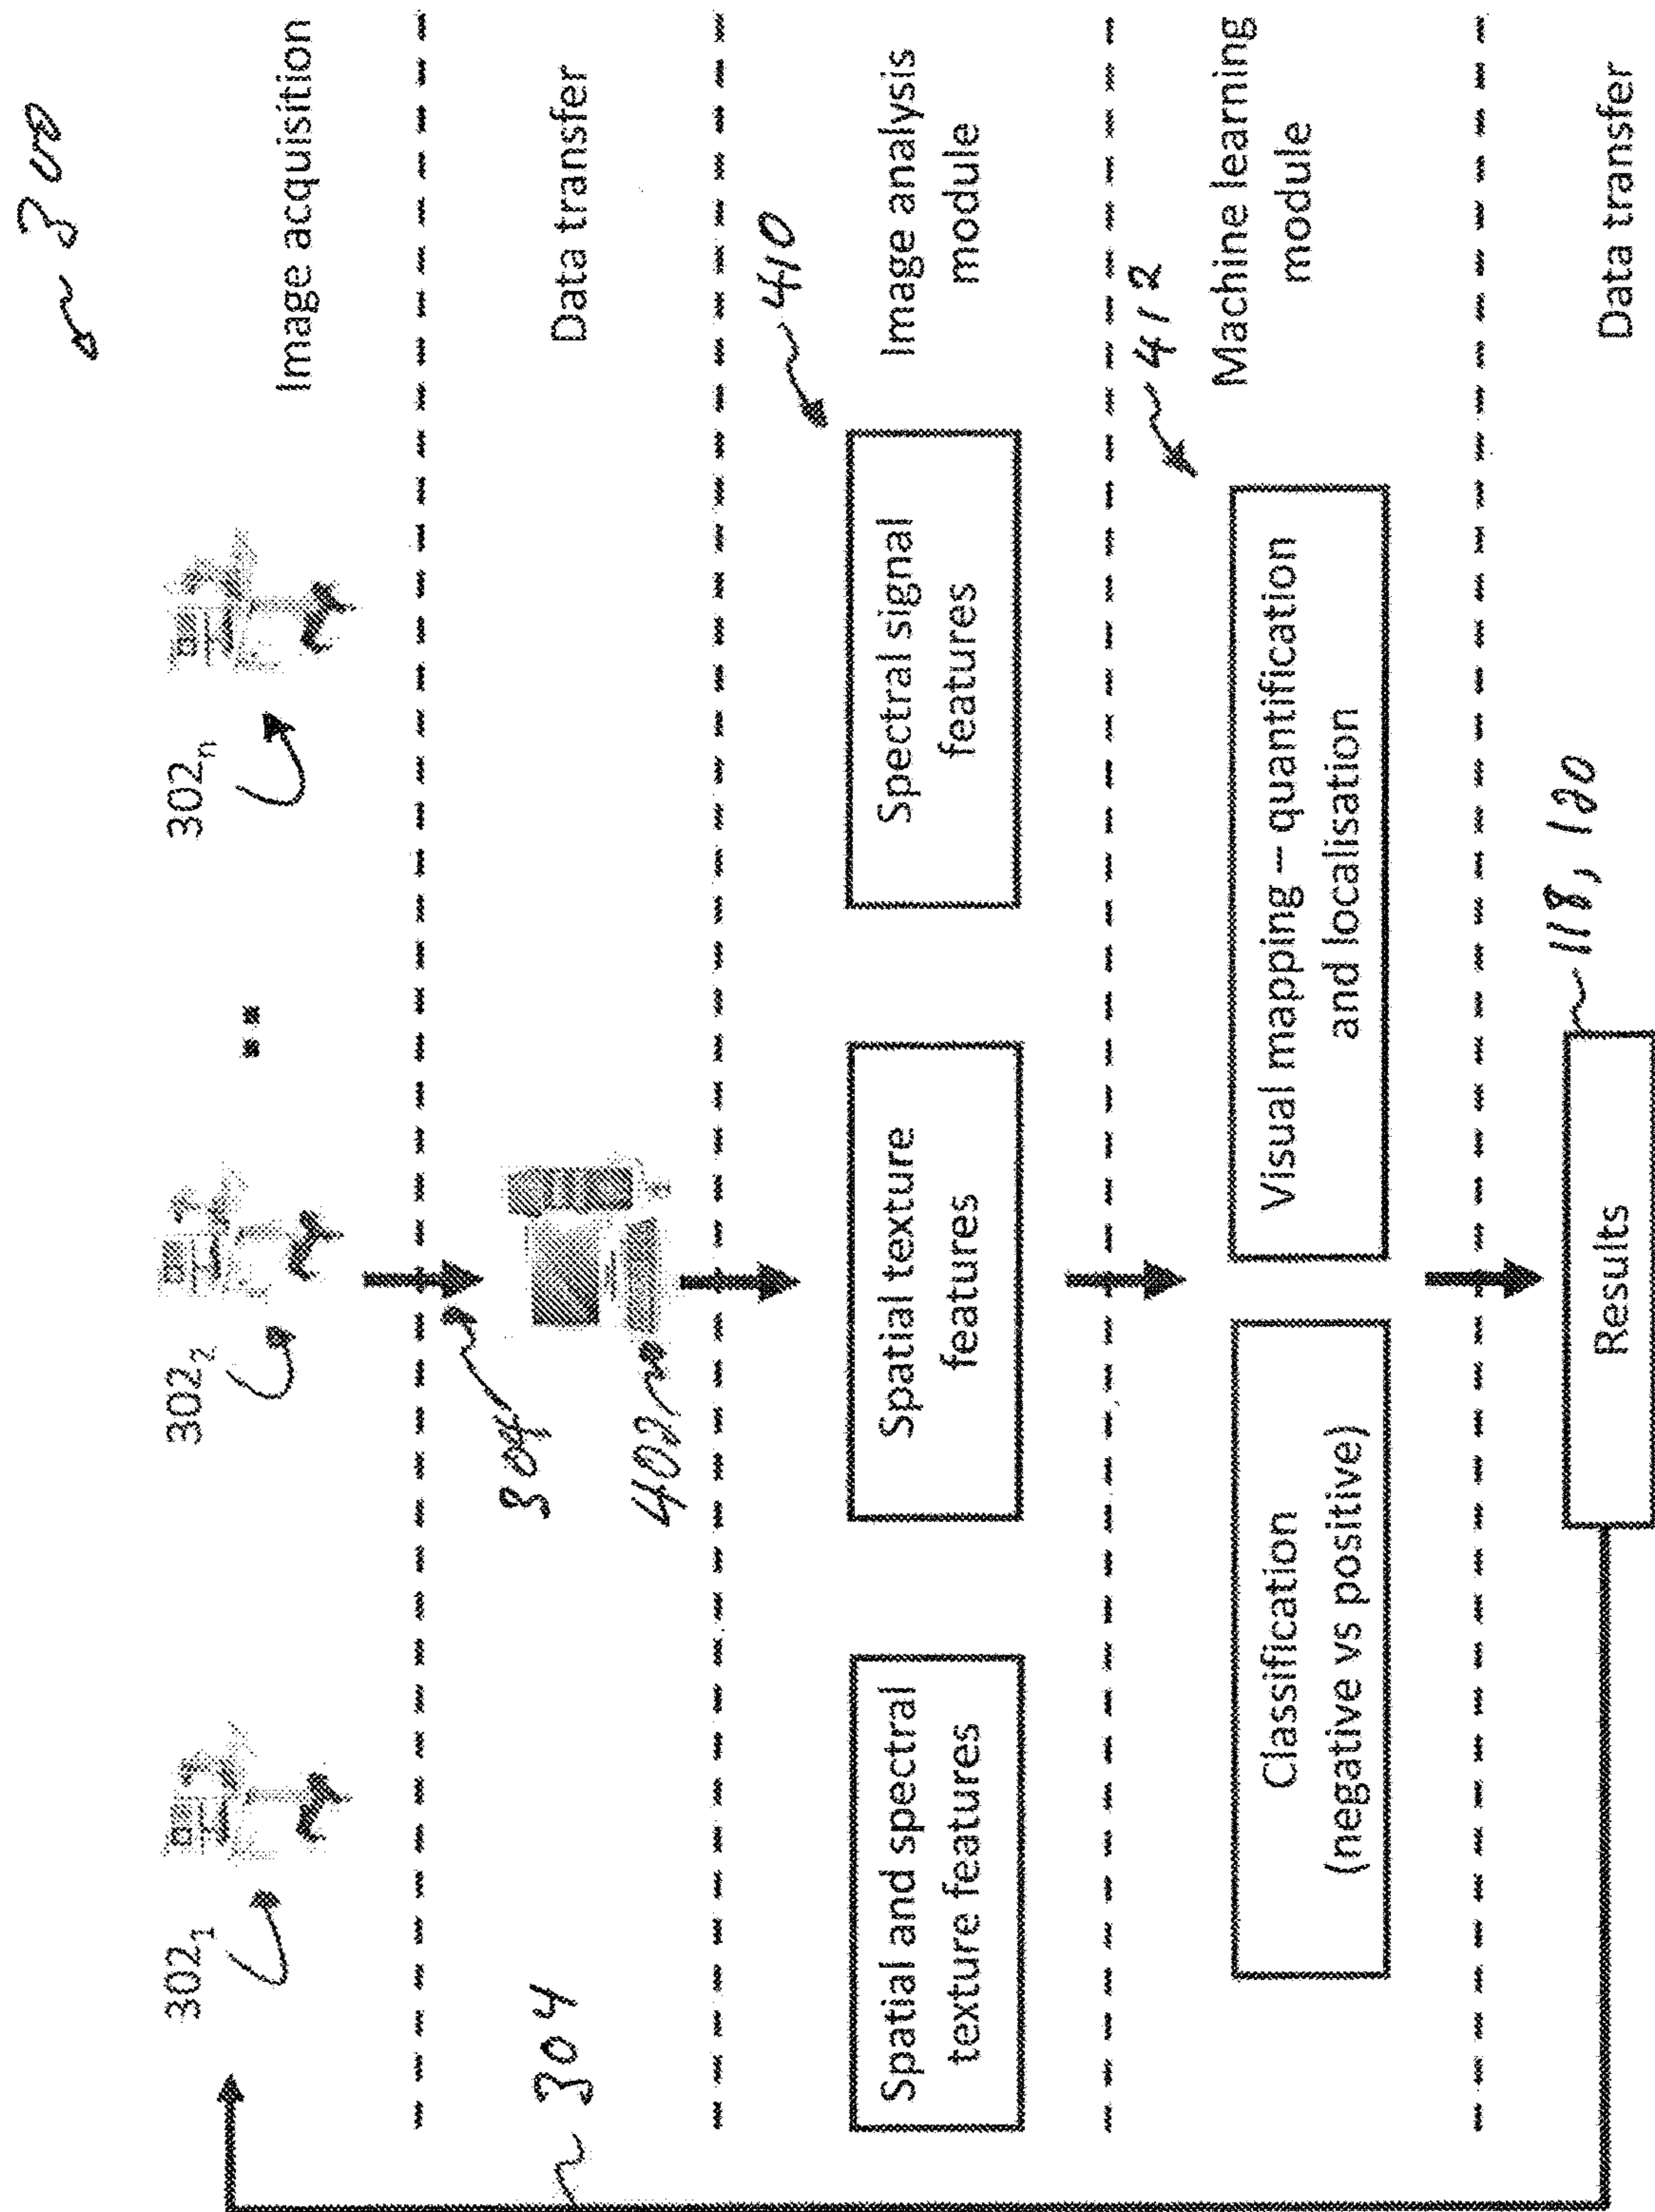 300
302₁
302₂
..
302ₙ
Image acquisition
304
304
402
Data transfer
410
Spatial and spectral
texture features
Spatial texture
features
Spectral signal
features
Image analysis
module
412
Classification
(negative vs positive)
Visual mapping – quantification
and localisation
Machine learning
module
Results
118, 120
Data transfer